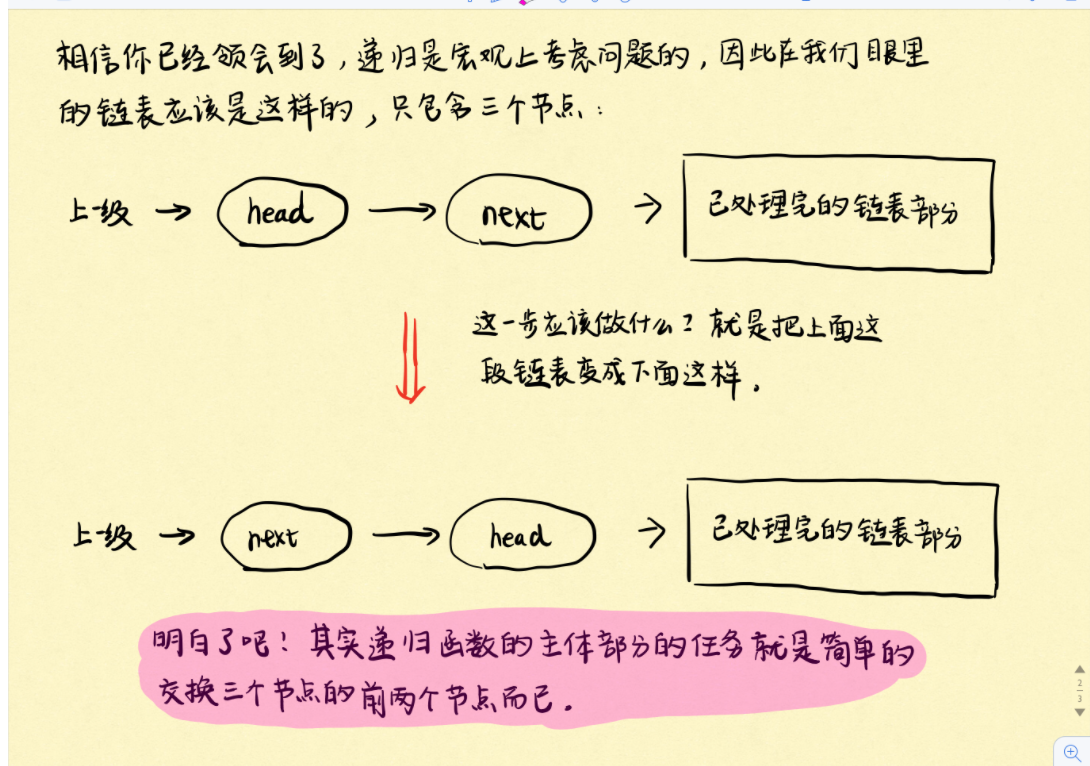 相信你已经领会到了，递归是宏观上考虑问题的，因此在我们眼里
的链表应该是这样的，只包含三个节点：
上一级 → head → next → 已处理完的链表部分
这一步应该做什么？就是把上面这
段链表变成下面这样。
上一级 → next → head → 已处理完的链表部分
明白了吧！其实递归函数的主体部分的任务就是简单的
交换三个节点的前两个节点而已。
2
3